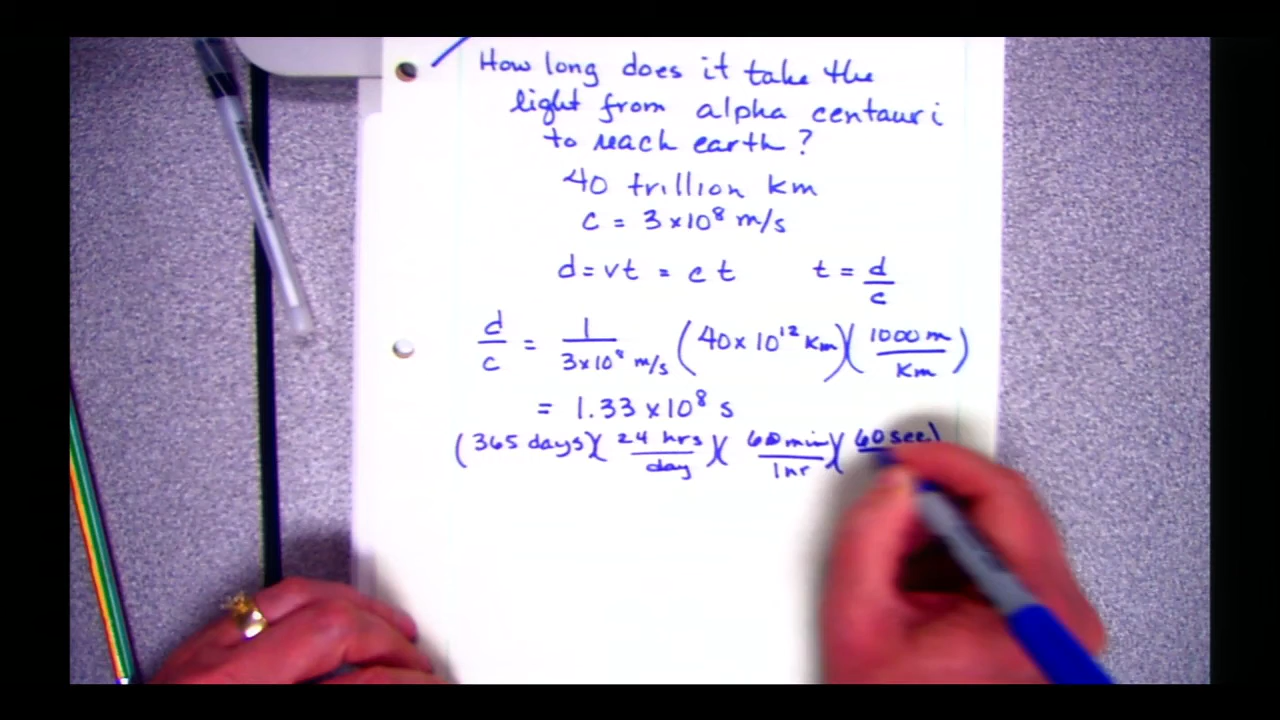 How long does it take the
light from alpha centauri
to reach earth?
40 trillion km
c = 3×10⁸ m/s
d = vt = ct t = d/c
d/c = 1/(3×10⁸ m/s) (40×10¹² Km)(1000 m/Km)
= 1.33×10⁸ s
(365 days)(24 hrs/day)(60 min/1hr)(60 sec)